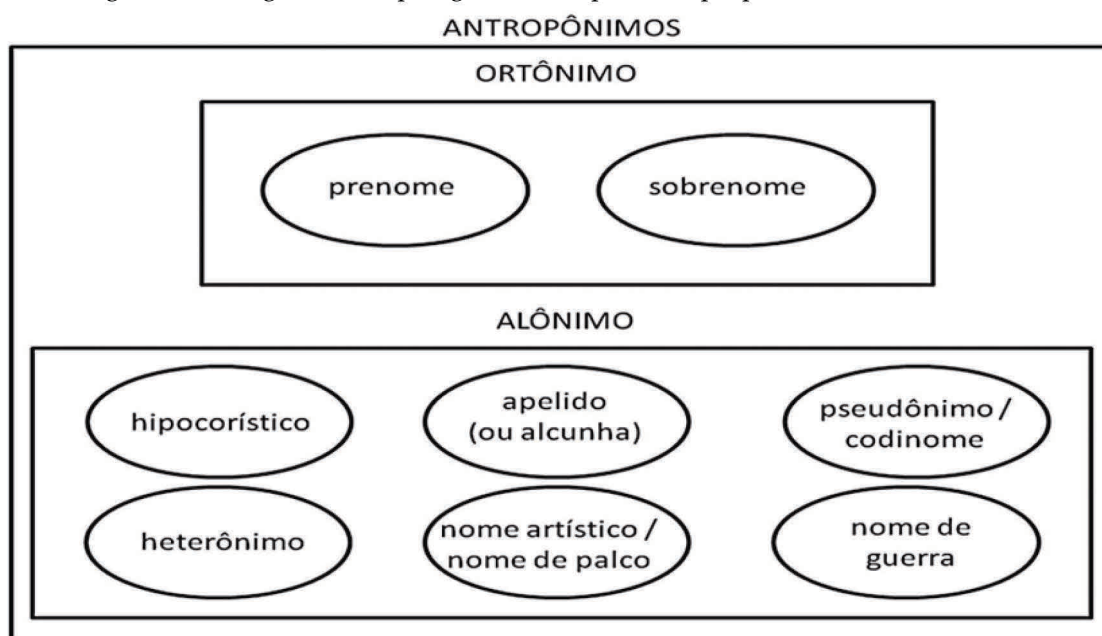 ANTROPÔNIMOS
ORTÔNIMO
prenome
sobrenome
ALÔNIMO
hipocorístico
apelido
(ou alcunha)
pseudônimo /
codinome
heterônimo
nome artístico /
nome de palco
nome de
guerra